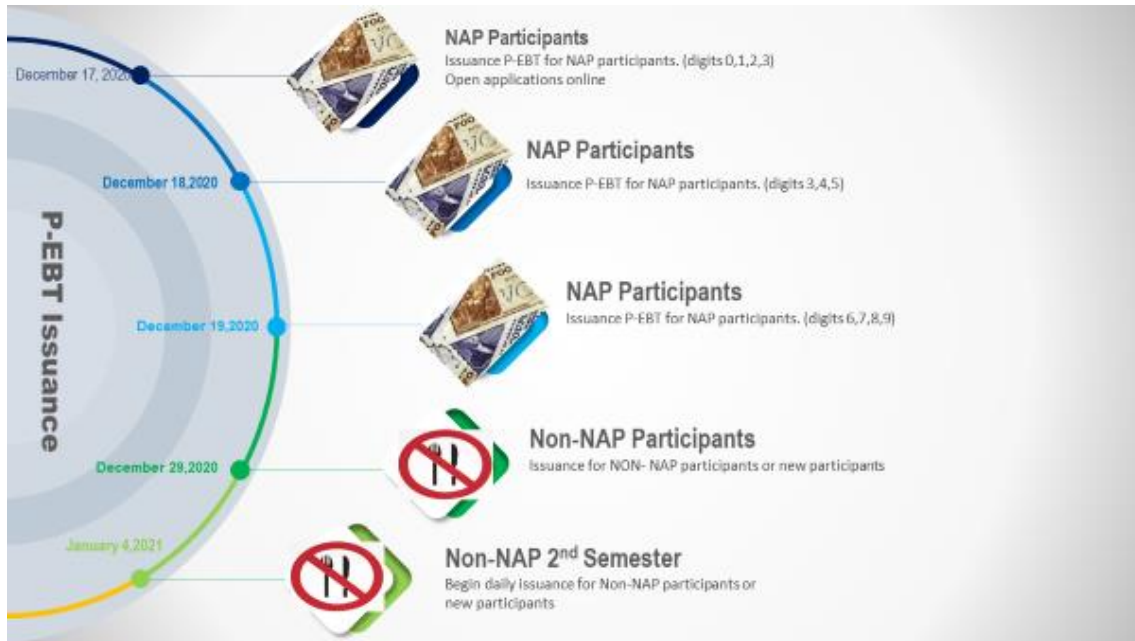 P-EBT Issuance
December 17, 2020
NAP Participants
Issuance P-EBT for NAP participants. (digits 0,1,2,3)
Open applications online
December 18,2020
NAP Participants
Issuance P-EBT for NAP participants. (digits 3,4,5)
December 19,2020
NAP Participants
Issuance P-EBT for NAP participants. (digits 6,7,8,9)
December 29,2020
Non-NAP Participants
Issuance for NON- NAP participants or new participants
January 4,2021
Non-NAP 2nd Semester
Begin daily issuance for Non-NAP participants or
new participants